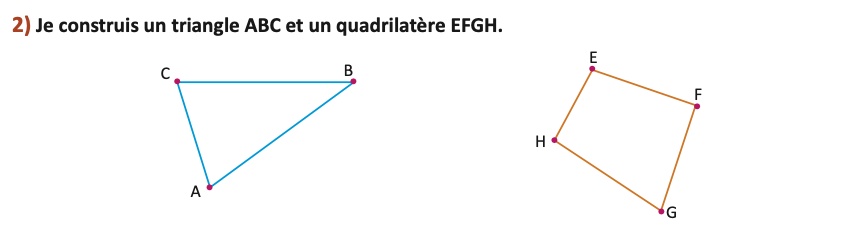 2) Je construis un triangle ABC et un quadrilatère EFGH.
C
B
A
E
F
H
G